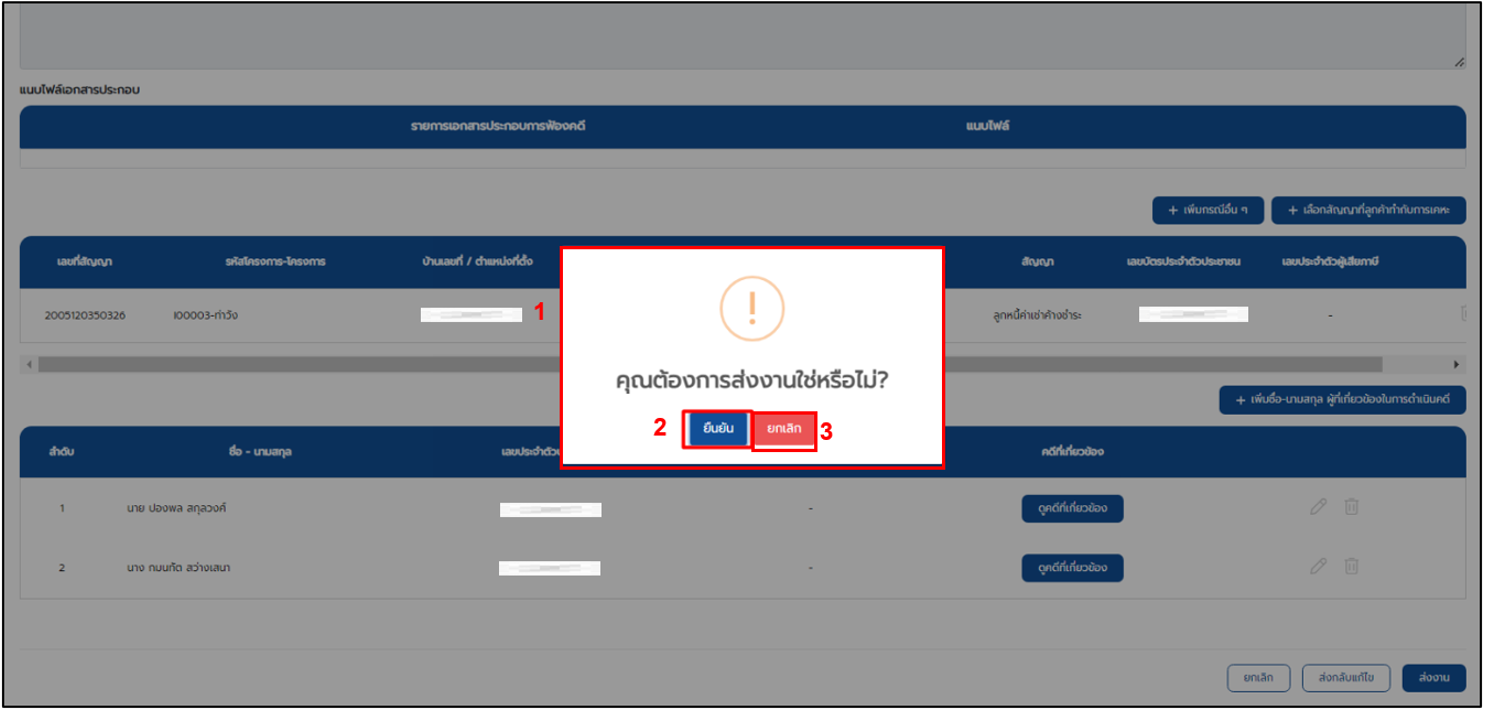 แนบไฟล์เอกสารประกอบ
รายการเอกสารประกอบการฟ้องคดี แนบไฟล์
+ เพิ่มกรณีอื่น ๆ + เลือกสัญญาที่ลูกค้าทำกับการเคหะ
เลขที่สัญญา รหัสโครงการ-โครงการ บ้านเลขที่ / ตำแหน่งที่ตั้ง สัญญา เลขบัตรประจำตัวประชาชน เลขประจำตัวผู้เสียภาษี
2005120350326 I00003-ท่าวัง 1 ลูกหนี้ค่าเช่าค้างชำระ -
คุณต้องการส่งงานใช่หรือไม่?
+ เพิ่มชื่อ-นามสกุล ผู้ที่เกี่ยวข้องในการดำเนินคดี
2 ยืนยัน ยกเลิก 3
ลำดับ ชื่อ - นามสกุล คดีที่เกี่ยวข้อง
1 นาย ปองพล สกุลวงศ์ - ดูคดีที่เกี่ยวข้อง
2 นาง กนนกัต สว่างเสนา - ดูคดีที่เกี่ยวข้อง
ยกเลิก ส่งกลับแก้ไข ส่งงาน